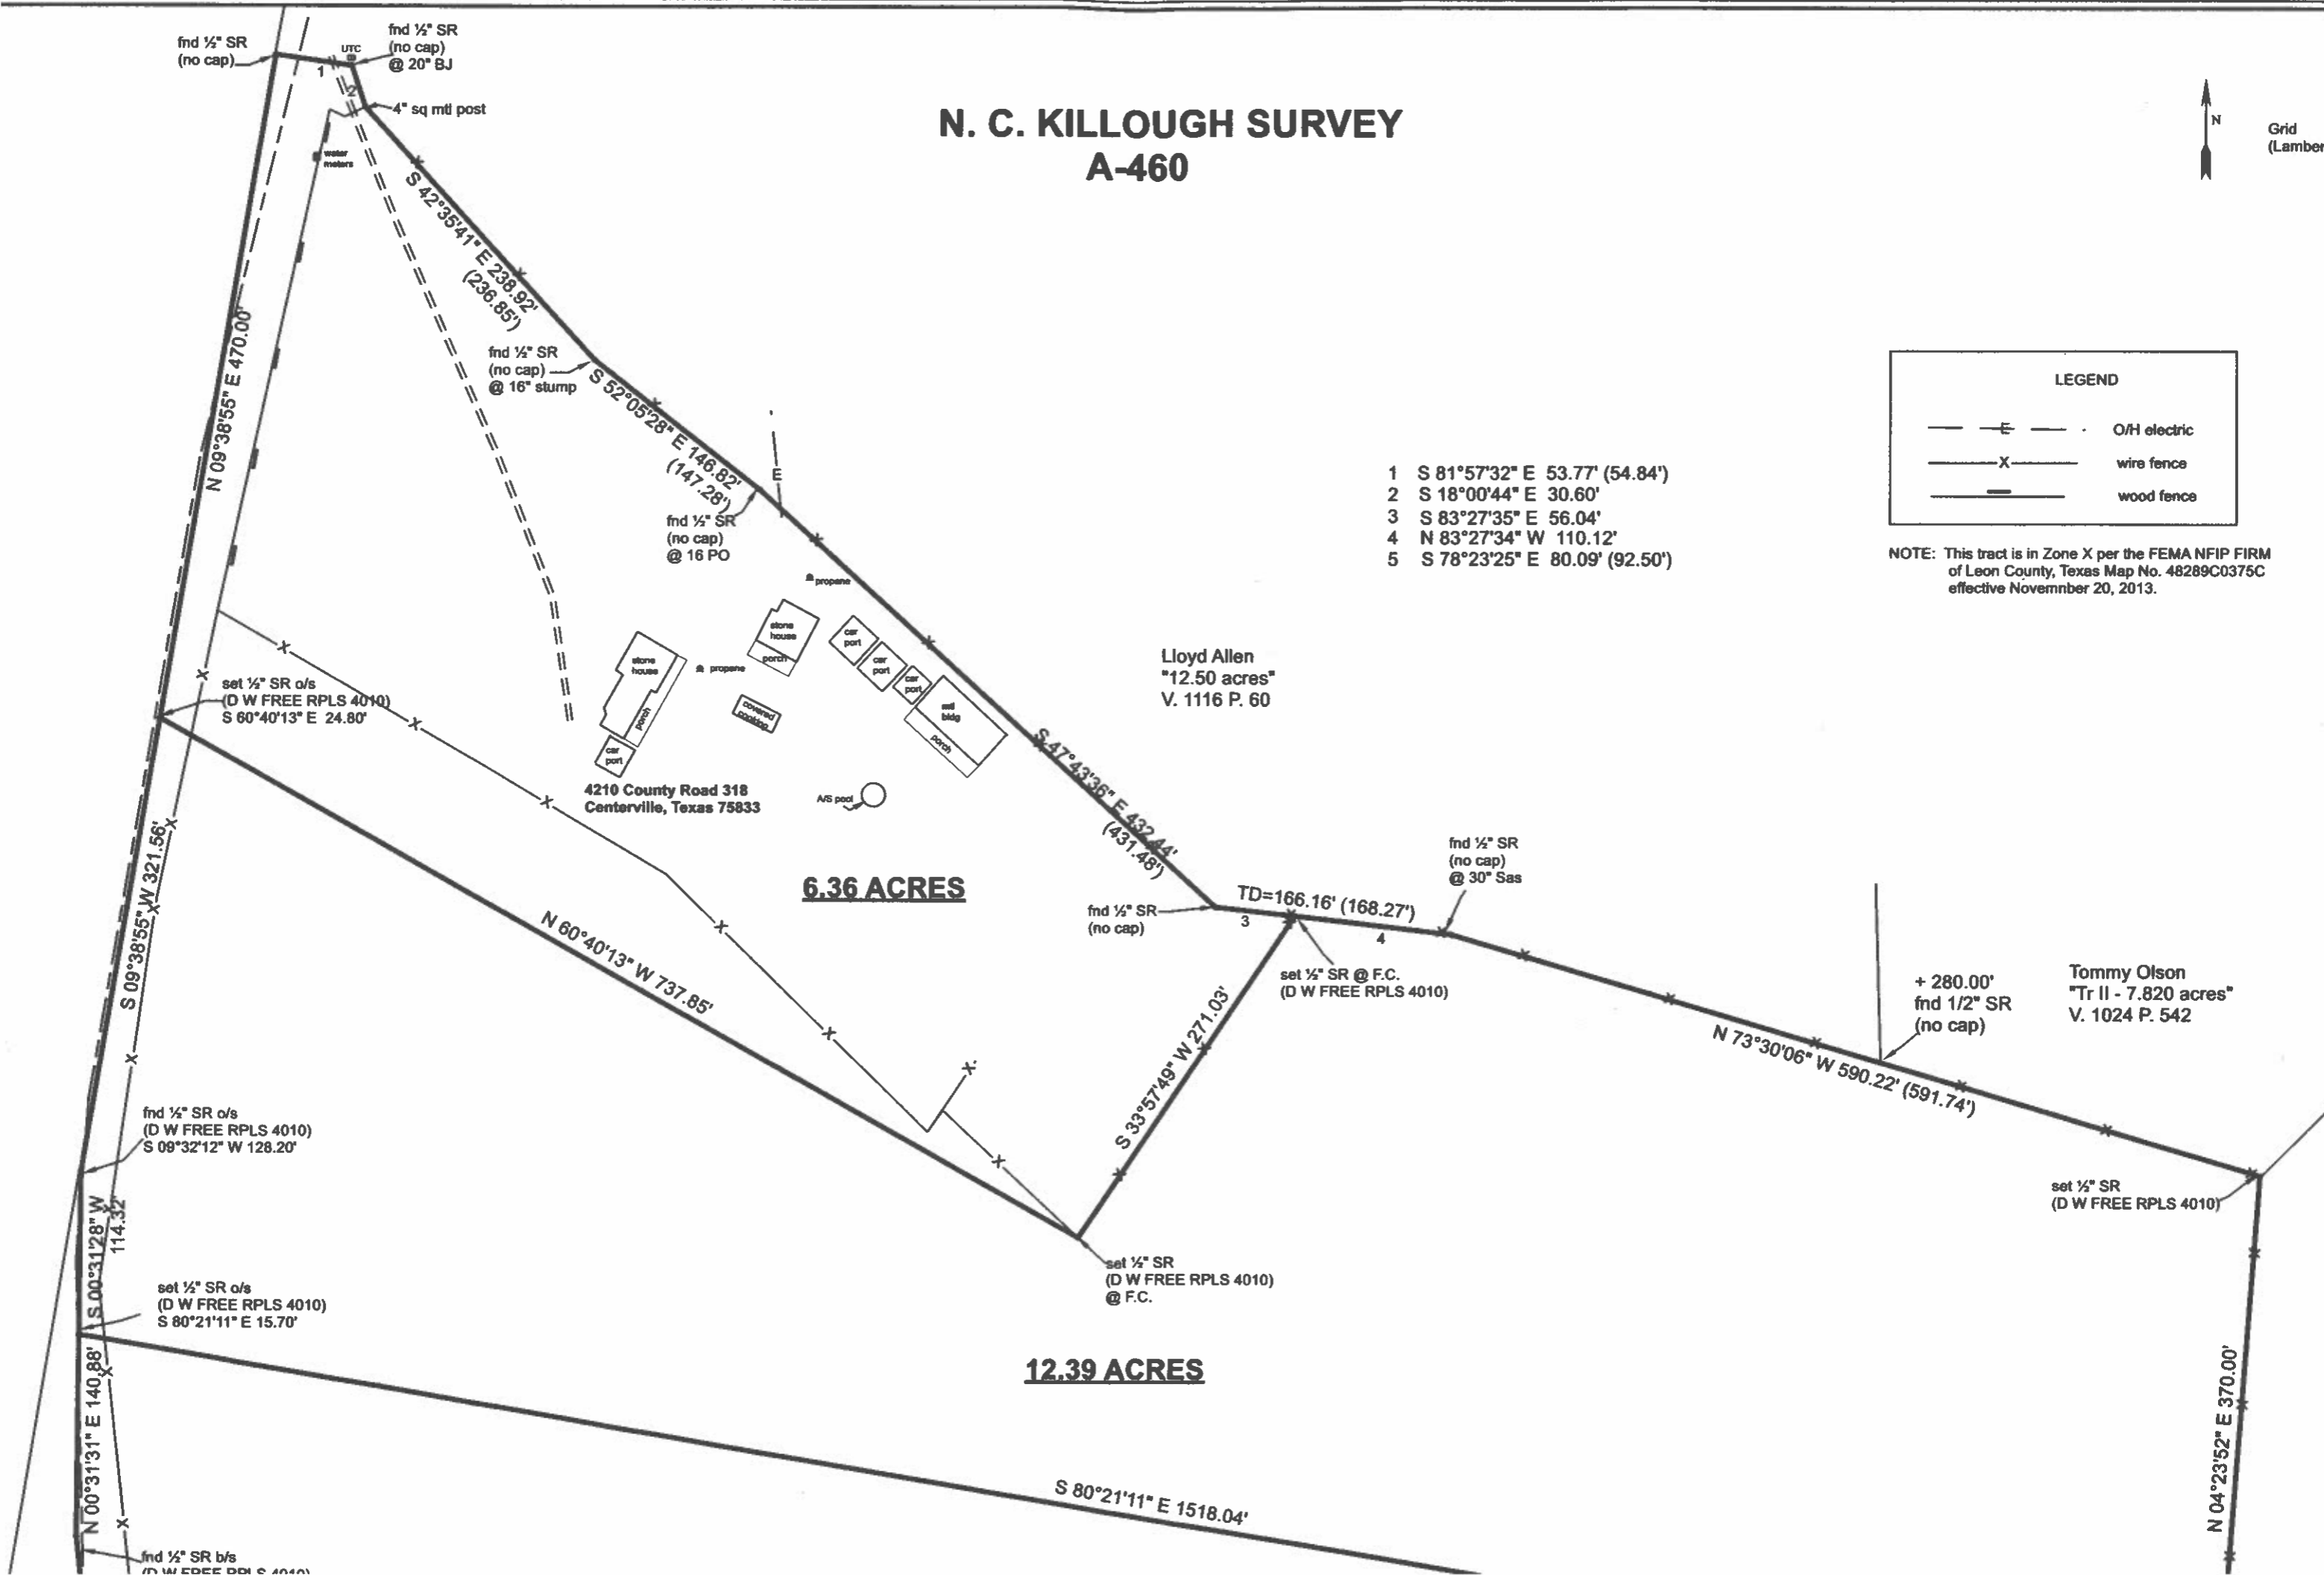 fnd ½" SR
(no cap)
UTC
fnd ½" SR
(no cap)
@ 20" BJ
1
2
4" sq mtl post
water
meters
N. C. KILLOUGH SURVEY
A-460
N
Grid
(Lamber
S 42°35'41" E 238.92'
(236.85')
N 09°38'55" E 470.00'
fnd ½" SR
(no cap)
@ 16" stump
S 52°05'28" E 146.82'
(147.28')
E
fnd ½" SR
(no cap)
@ 16 PO
1 S 81°57'32" E 53.77' (54.84')
2 S 18°00'44" E 30.60'
3 S 83°27'35" E 56.04'
4 N 83°27'34" W 110.12'
5 S 78°23'25" E 80.09' (92.50')
LEGEND
E O/H electric
X wire fence
wood fence
NOTE: This tract is in Zone X per the FEMA NFIP FIRM
of Leon County, Texas Map No. 48289C0375C
effective Novemnber 20, 2013.
propane
stone
house
porch
car
port
car
port
car
port
mtl
bldg
porch
stone
house
porch
propane
covered
cooking
car
port
4210 County Road 318
Centerville, Texas 75833
A/S pool
Lloyd Allen
"12.50 acres"
V. 1116 P. 60
set ½" SR o/s
(D W FREE RPLS 4010)
S 60°40'13" E 24.80'
S 47°43'36" E 432.44'
(431.48')
S 09°38'55" W 321.56'
6.36 ACRES
N 60°40'13" W 737.85'
fnd ½" SR
(no cap)
TD=166.16' (168.27')
3
4
fnd ½" SR
(no cap)
@ 30" Sas
set ½" SR @ F.C.
(D W FREE RPLS 4010)
S 33°57'49" W 271.03'
+ 280.00'
fnd 1/2" SR
(no cap)
Tommy Olson
"Tr II - 7.820 acres"
V. 1024 P. 542
N 73°30'06" W 590.22' (591.74')
fnd ½" SR o/s
(D W FREE RPLS 4010)
S 09°32'12" W 128.20'
set ½" SR
(D W FREE RPLS 4010)
S 00°31'28" W
114.32'
set ½" SR
(D W FREE RPLS 4010)
@ F.C.
set ½" SR o/s
(D W FREE RPLS 4010)
S 80°21'11" E 15.70'
12.39 ACRES
N 00°31'31" E 140.88'
S 80°21'11" E 1518.04'
N 04°23'52" E 370.00'
fnd ½" SR b/s
(D W FREE RPLS 4010)